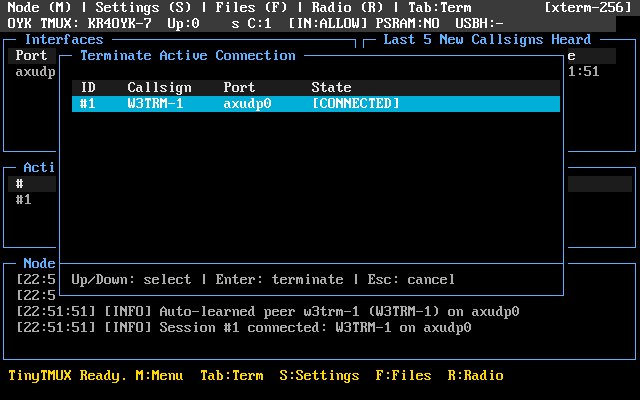 Node (M) | Settings (S) | Files (F) | Radio (R) | Tab:Term [xterm-256]
OYK TMUX: KR4OYK-7 Up:0 s C:1 [IN:ALLOW] PSRAM:NO USBH:-
Interfaces Last 5 New Callsigns Heard
Port e
axudp 1:51
Terminate Active Connection
ID Callsign Port State
#1 W3TRM-1 axudp0 [CONNECTED]
Acti
#
#1
Up/Down: select | Enter: terminate | Esc: cancel
Node
[22:5
[22:5
[22:51:51] [INFO] Auto-learned peer w3trm-1 (W3TRM-1) on axudp0
[22:51:51] [INFO] Session #1 connected: W3TRM-1 on axudp0
TinyTMUX Ready. M:Menu Tab:Term S:Settings F:Files R:Radio